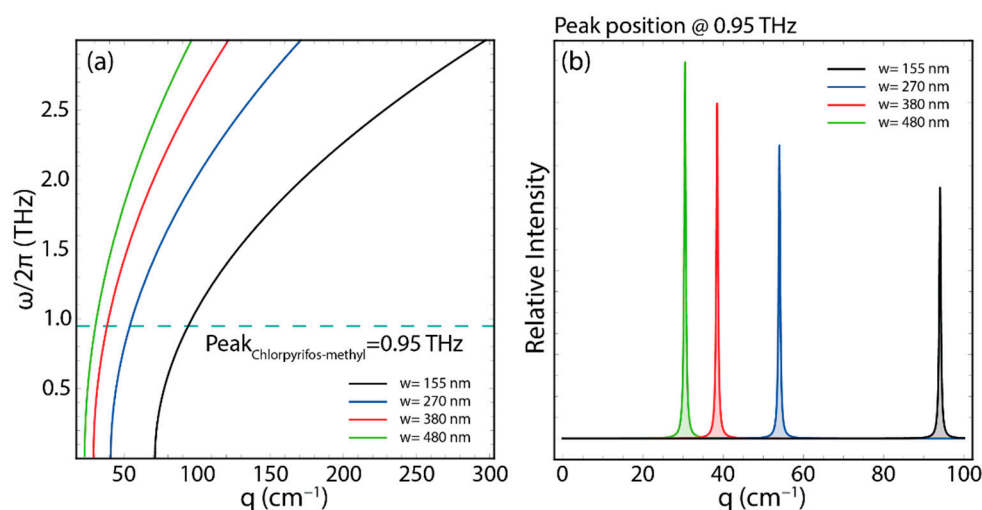 (a)
ω/2π (THz)
2.5
2.0
1.5
1.0
0.5
Peak Chlorpyrifos-methyl=0.95 THz
w= 155 nm
w= 270 nm
w= 380 nm
w= 480 nm
50 100 150 200 250 300
q (cm⁻¹)
Peak position @ 0.95 THz
(b)
Relative Intensity
w= 155 nm
w= 270 nm
w= 380 nm
w= 480 nm
0 20 40 60 80 100
q (cm⁻¹)